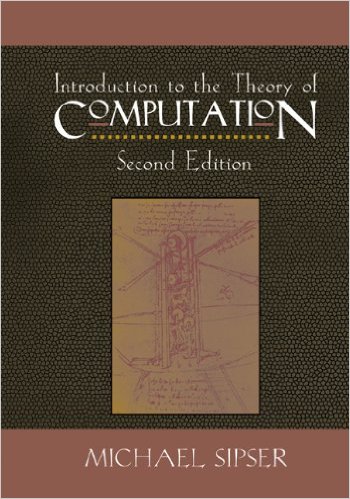 Introduction to the Theory of
COMPUTATION
Second Edition
MICHAEL SIPSER